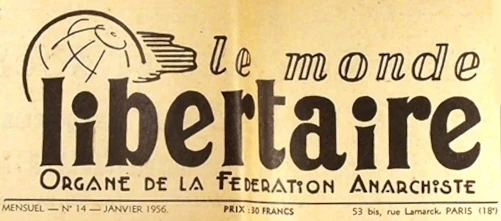 le monde
libertaire
ORGANE DE LA FEDERATION ANARCHISTE
MENSUEL — N° 14 — JANVIER 1956. PRIX : 30 FRANCS 53 bis, rue Lamarck, PARIS (18e)